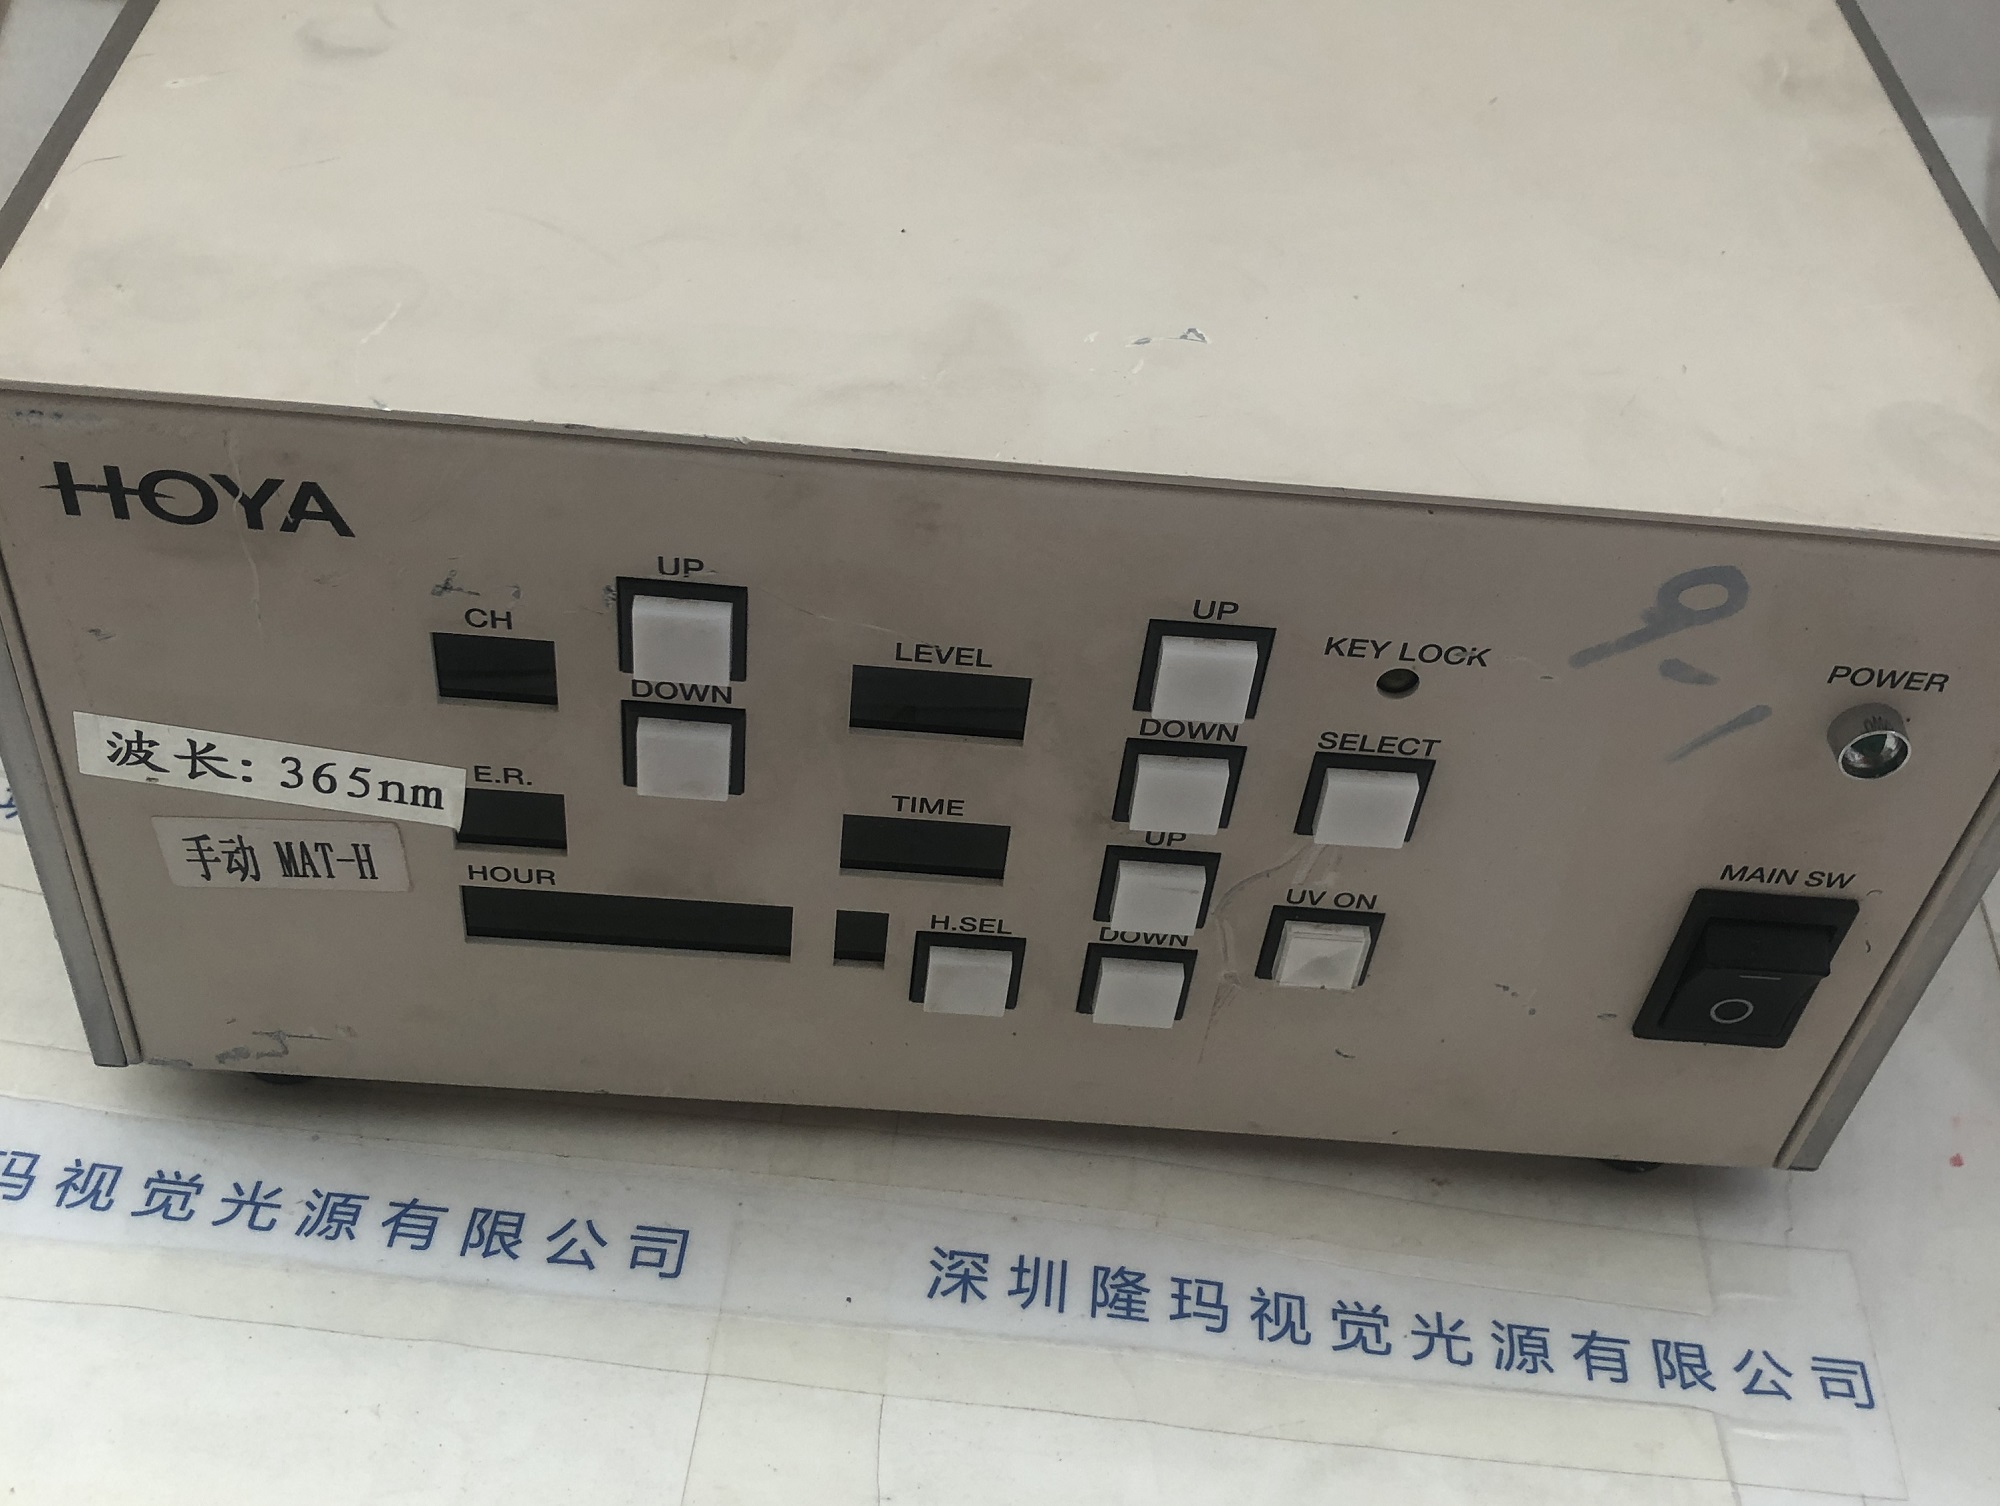 HOYA
CH
UP
DOWN
LEVEL
UP
DOWN
KEY LOCK
SELECT
POWER
波长: 365nm
E.R.
TIME
UP
DOWN
手动 MAT-H
HOUR
H.SEL
UV ON
MAIN SW
玛视觉光源有限公司
深圳隆玛视觉光源有限公司